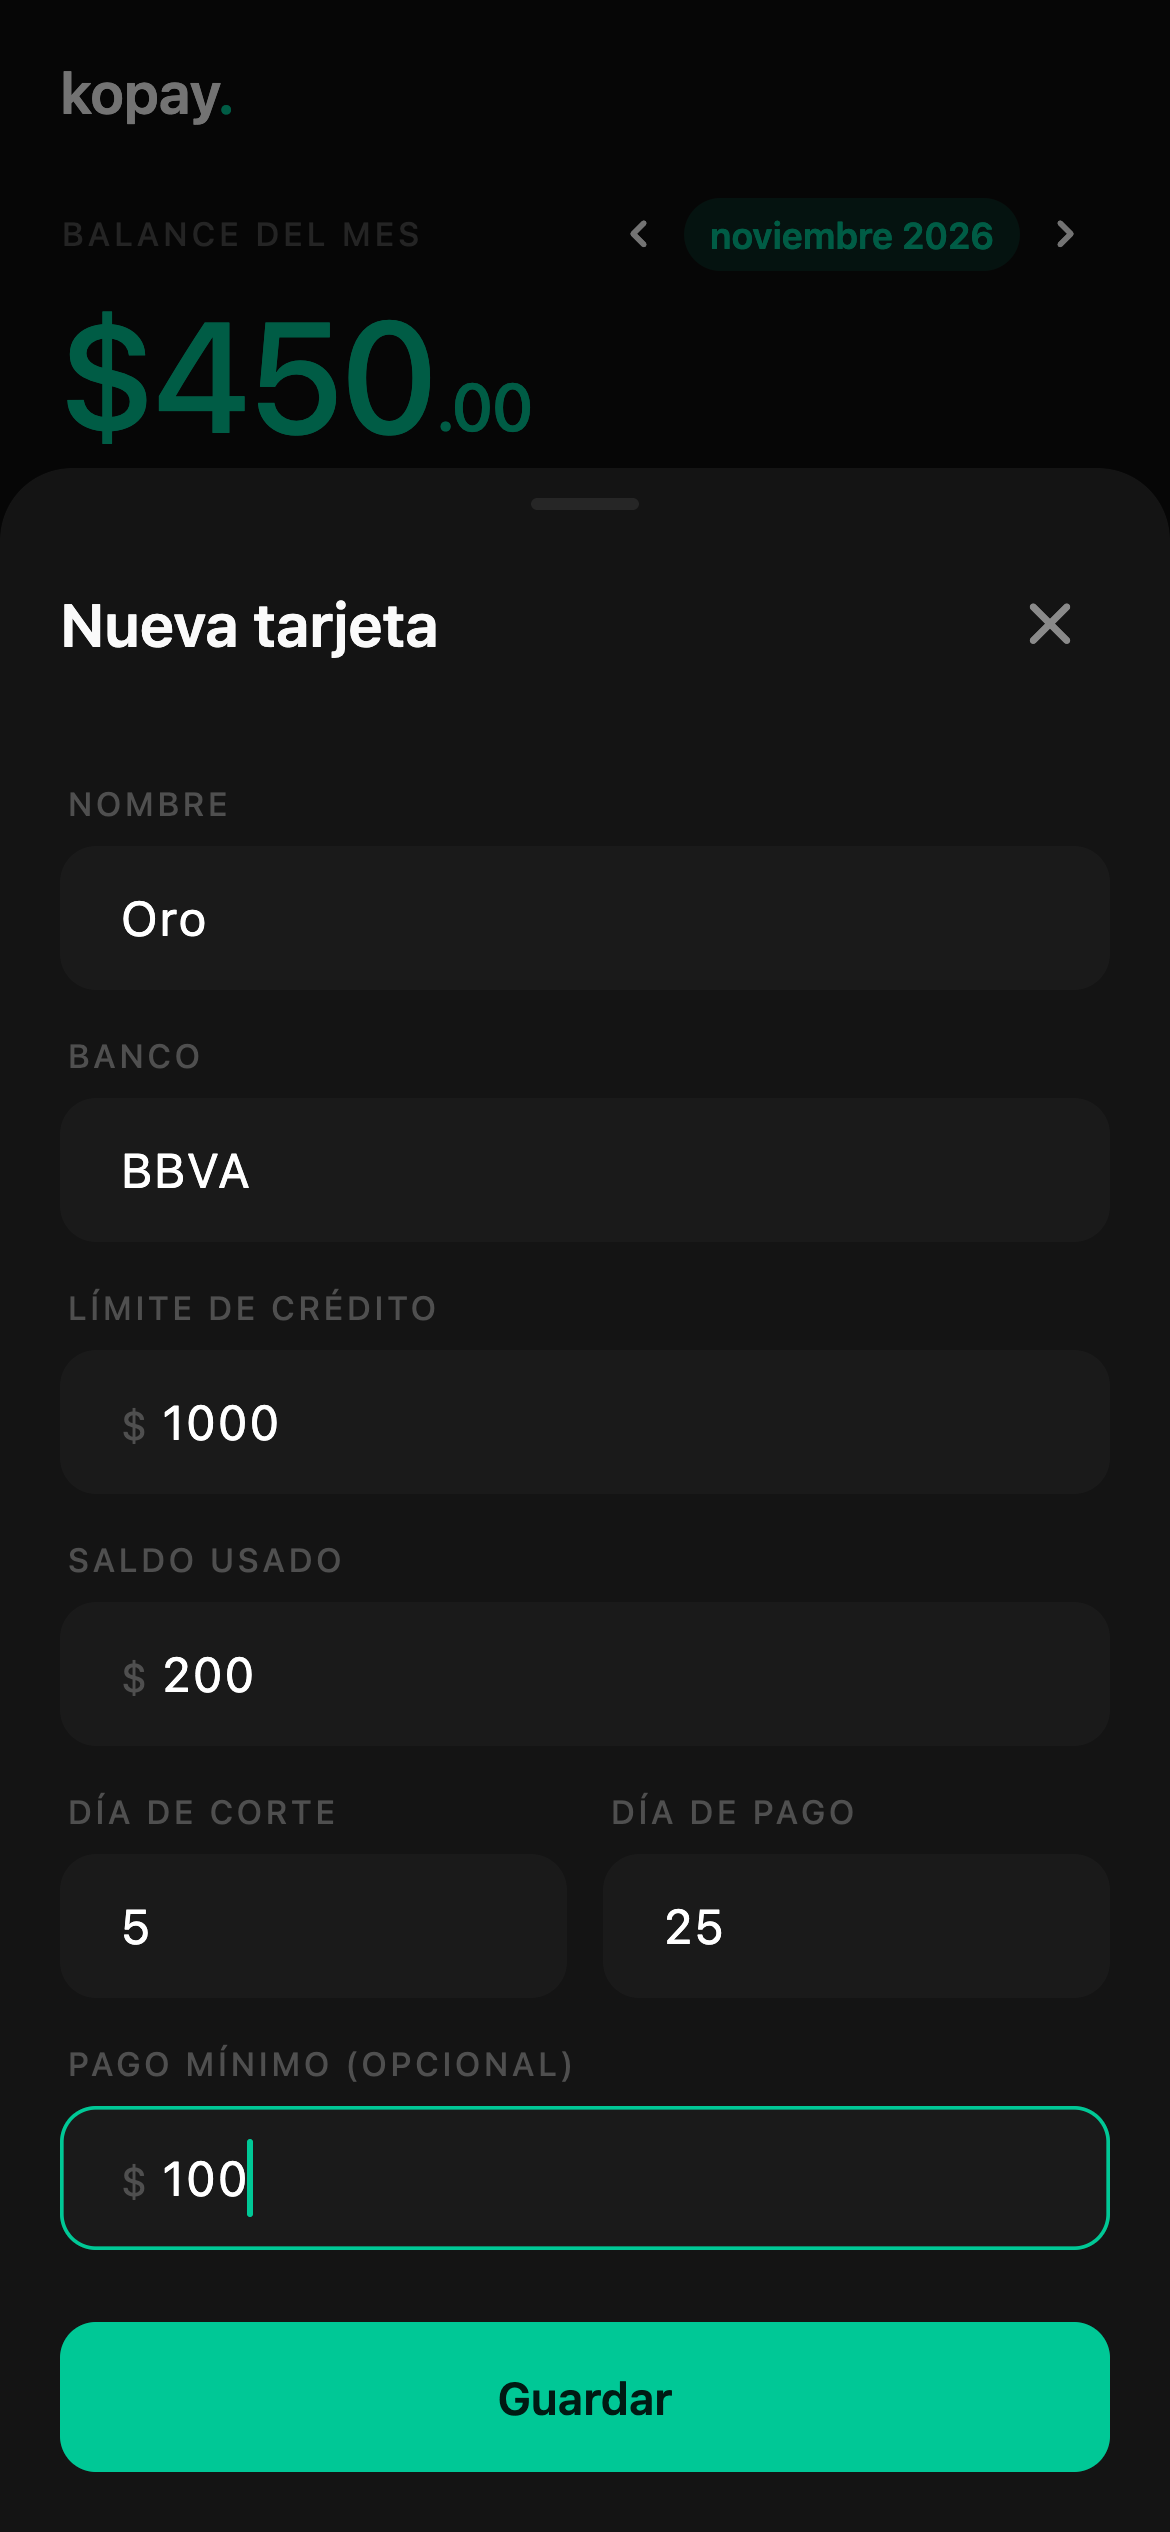 kopay.
BALANCE DEL MES
noviembre 2026
$450.00
Nueva tarjeta
NOMBRE
Oro
BANCO
BBVA
LÍMITE DE CRÉDITO
$ 1000
SALDO USADO
$ 200
DÍA DE CORTE DÍA DE PAGO
5 25
PAGO MÍNIMO (OPCIONAL)
$ 100
Guardar